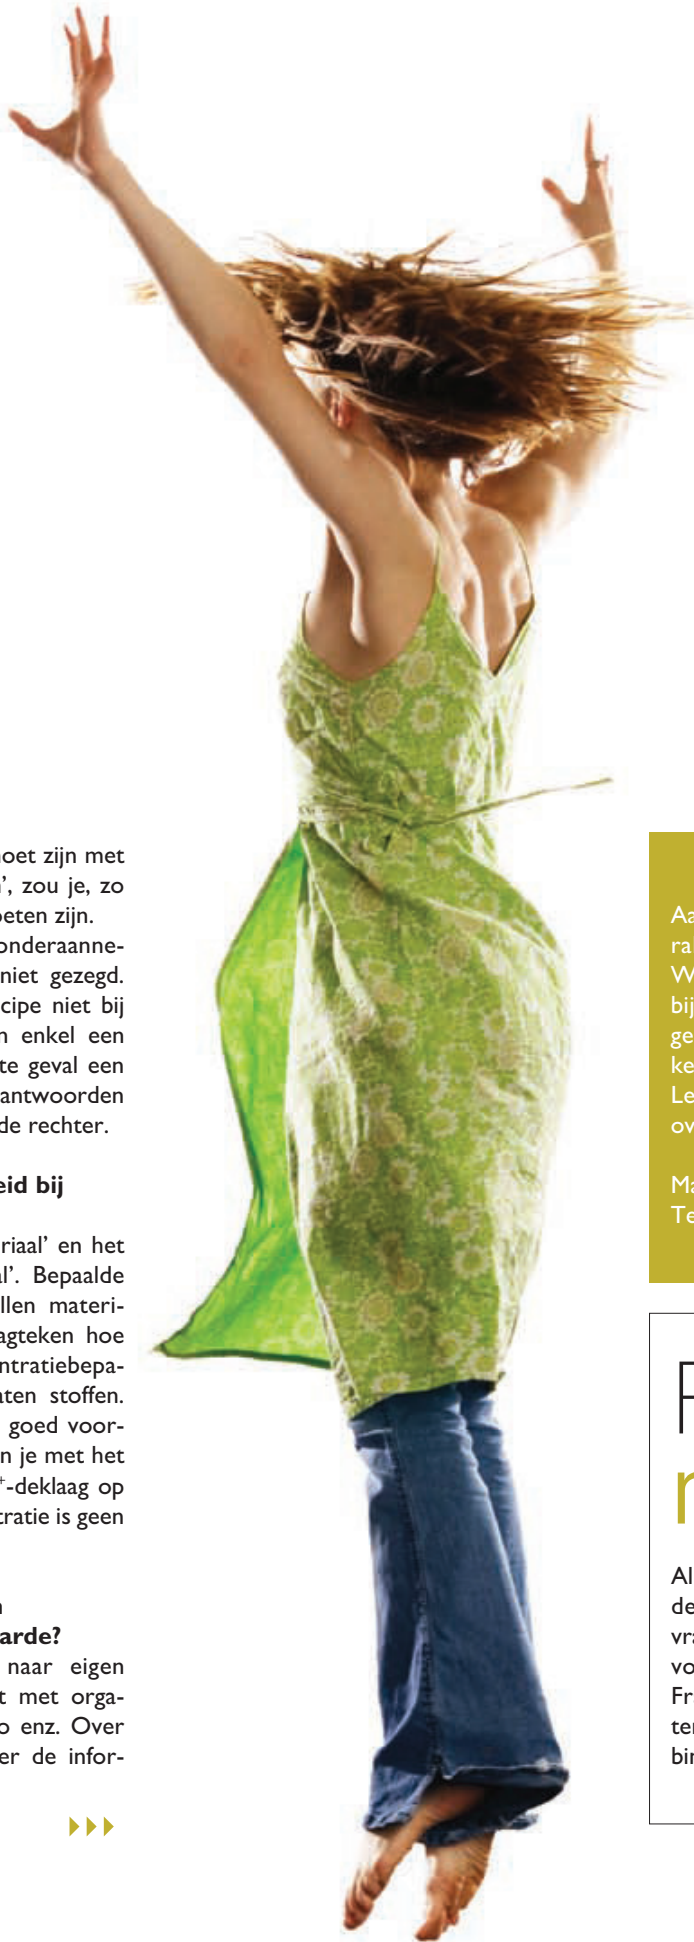 oet zijn met
’, zou je, zo
eten zijn.
onderaanne-
niet gezegd.
cipe niet bij
n enkel een
te geval een
antwoorden
de rechter.
eid bij
riaal’ en het
al’. Bepaalde
llen materi-
agteken hoe
ntratiebepa-
aten stoffen.
goed voor-
n je met het
+-deklaag op
tratie is geen
n
arde?
naar eigen
t met orga-
o enz. Over
er de infor-
Aa
ra
W
bij
ge
ke
Le
ov
Ma
Te
F
r
Al
de
vra
vo
Fr
ter
bin